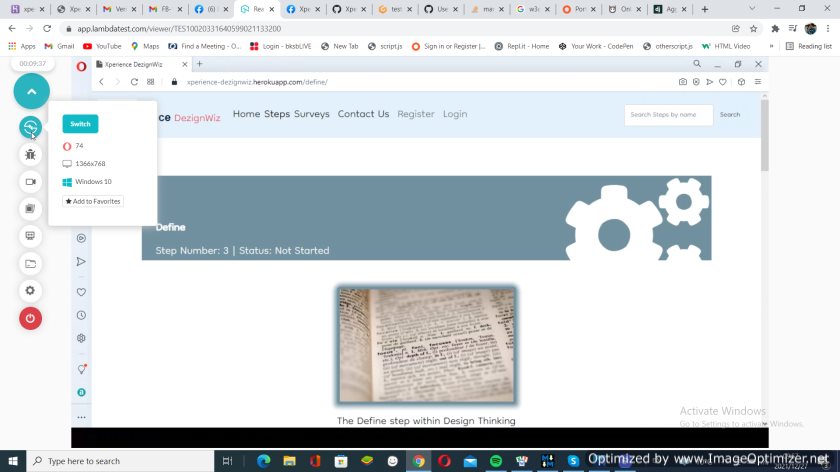 xpe
Xpe
Ver
FB-
(6)
Rea
Xpe
Xpe
test
Use
mas
w3c
Por
Onl
Ag
app.lambdatest.com/viewer/TES10020331640599021133200
Apps
Gmail
YouTube
Maps
Find a Meeting - O...
LinkedIn - bksbLIVE
New Tab
script.js
Sign in or Register |...
Repl.it - Home
Your Work - CodePen
otherscript.js
HTML Video
»
Reading list
00:09:37
Xperience DezignWiz
xperience-dezignwiz.herokuapp.com/define/
Switch
74
1366x768
Windows 10
Add to Favorites
ce DezignWiz
Home Steps Surveys Contact Us Register Login
Search Steps by name
Search
Define
Step Number: 3 | Status: Not Started
The Define step within Design Thinking
Activate Windows
Go to Settings to activate Windows.
Type here to search
Optimized by www.ImageOptimizer.net